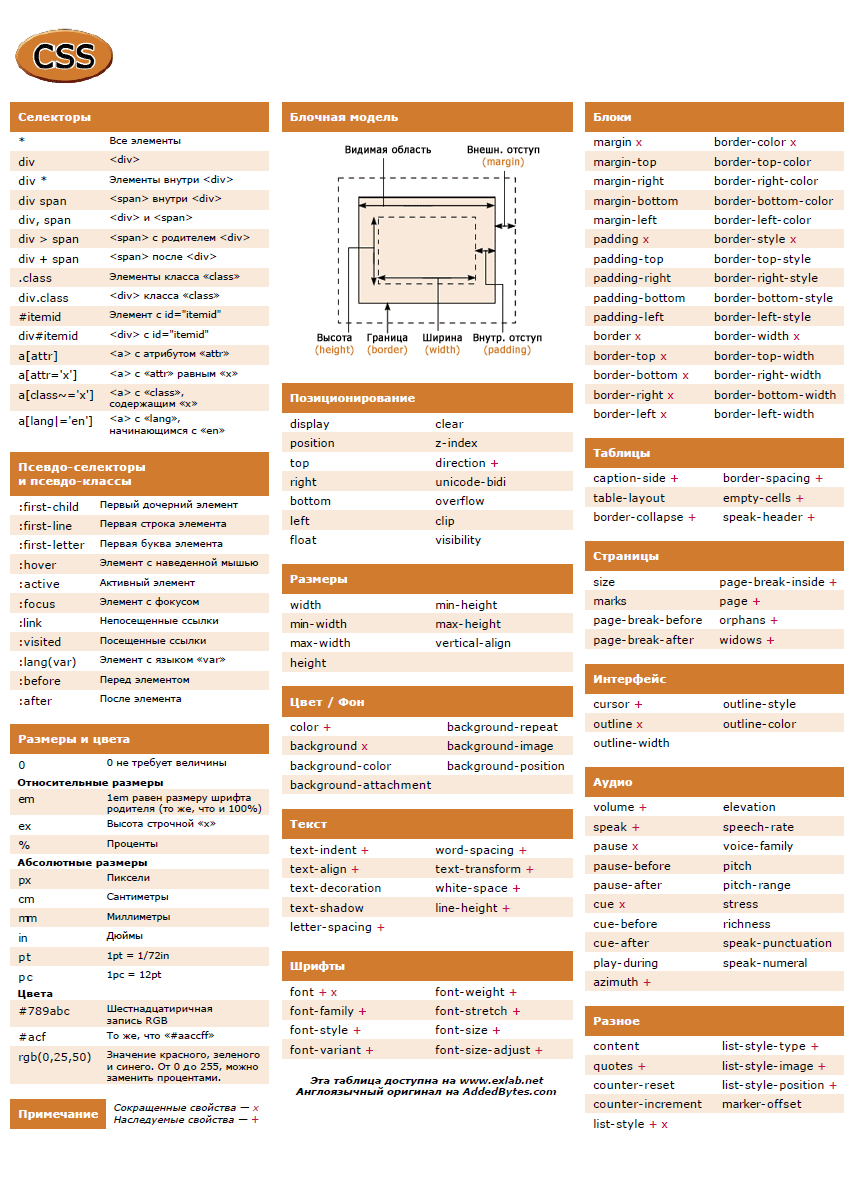 CSS
Селекторы
* Все элементы
div <div>
div * Элементы внутри <div>
div span <span> внутри <div>
div, span <div> и <span>
div > span <span> с родителем <div>
div + span <span> после <div>
.class Элементы класса «class»
div.class <div> класса «class»
#itemid Элемент с id="itemid"
div#itemid <div> с id="itemid"
a[attr] <a> с атрибутом «attr»
a[attr='x'] <a> с «attr» равным «x»
a[class~='x'] <a> с «class»,
содержащим «x»
a[lang|='en'] <a> с «lang»,
начинающимся с «en»
Псевдо-селекторы
и псевдо-классы
:first-child Первый дочерний элемент
:first-line Первая строка элемента
:first-letter Первая буква элемента
:hover Элемент с наведенной мышью
:active Активный элемент
:focus Элемент с фокусом
:link Непосещенные ссылки
:visited Посещенные ссылки
:lang(var) Элемент с языком «var»
:before Перед элементом
:after После элемента
Размеры и цвета
0 0 не требует величины
Относительные размеры
em 1em равен размеру шрифта
родителя (то же, что и 100%)
ex Высота строчной «x»
% Проценты
Абсолютные размеры
px Пиксели
cm Сантиметры
mm Миллиметры
in Дюймы
pt 1pt = 1/72in
pc 1pc = 12pt
Цвета
#789abc Шестнадцатиричная
запись RGB
#acf То же, что «#aaccff»
rgb(0,25,50) Значение красного, зеленого
и синего. От 0 до 255, можно
заменить процентами.
Примечание
Сокращенные свойства — x
Наследуемые свойства — +
Блочная модель
Видимая область Внешн. отступ
(margin)
Высота Граница Ширина Внутр. отступ
(height) (border) (width) (padding)
Позиционирование
display clear
position z-index
top direction +
right unicode-bidi
bottom overflow
left clip
float visibility
Размеры
width min-height
min-width max-height
max-width vertical-align
height
Цвет / Фон
color + background-repeat
background x background-image
background-color background-position
background-attachment
Текст
text-indent + word-spacing +
text-align + text-transform +
text-decoration white-space +
text-shadow line-height +
letter-spacing +
Шрифты
font + x font-weight +
font-family + font-stretch +
font-style + font-size +
font-variant + font-size-adjust +
Эта таблица доступна на www.exlab.net
Англоязычный оригинал на AddedBytes.com
Блоки
margin x border-color x
margin-top border-top-color
margin-right border-right-color
margin-bottom border-bottom-color
margin-left border-left-color
padding x border-style x
padding-top border-top-style
padding-right border-right-style
padding-bottom border-bottom-style
padding-left border-left-style
border x border-width x
border-top x border-top-width
border-bottom x border-right-width
border-right x border-bottom-width
border-left x border-left-width
Таблицы
caption-side + border-spacing +
table-layout empty-cells +
border-collapse + speak-header +
Страницы
size page-break-inside +
marks page +
page-break-before orphans +
page-break-after widows +
Интерфейс
cursor + outline-style
outline x outline-color
outline-width
Аудио
volume + elevation
speak + speech-rate
pause x voice-family
pause-before pitch
pause-after pitch-range
cue x stress
cue-before richness
cue-after speak-punctuation
play-during speak-numeral
azimuth +
Разное
content list-style-type +
quotes + list-style-image +
counter-reset list-style-position +
counter-increment marker-offset
list-style + x